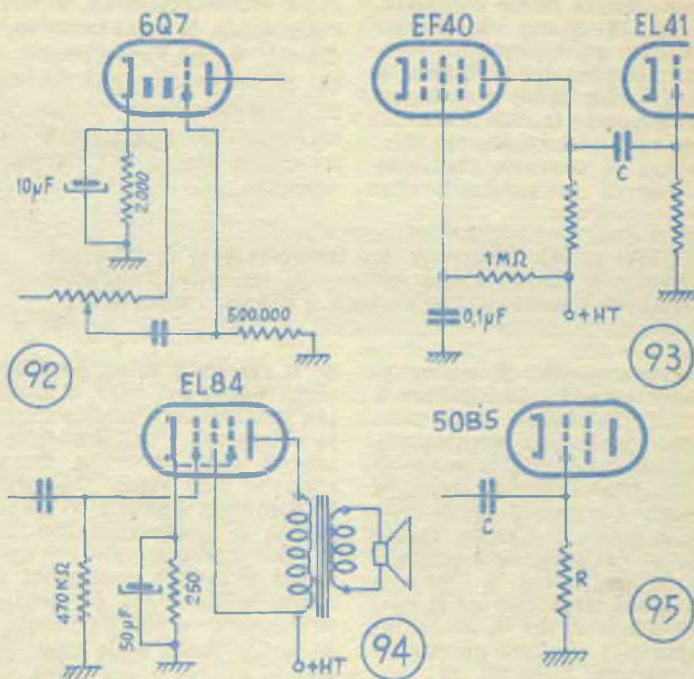 6Q7
10µF
2.000
500.000
92
EF40
EL41
C
1MΩ
0,1µF
+HT
93
EL84
470KΩ
50µF
250
+HT
94
50B5
C
R
95